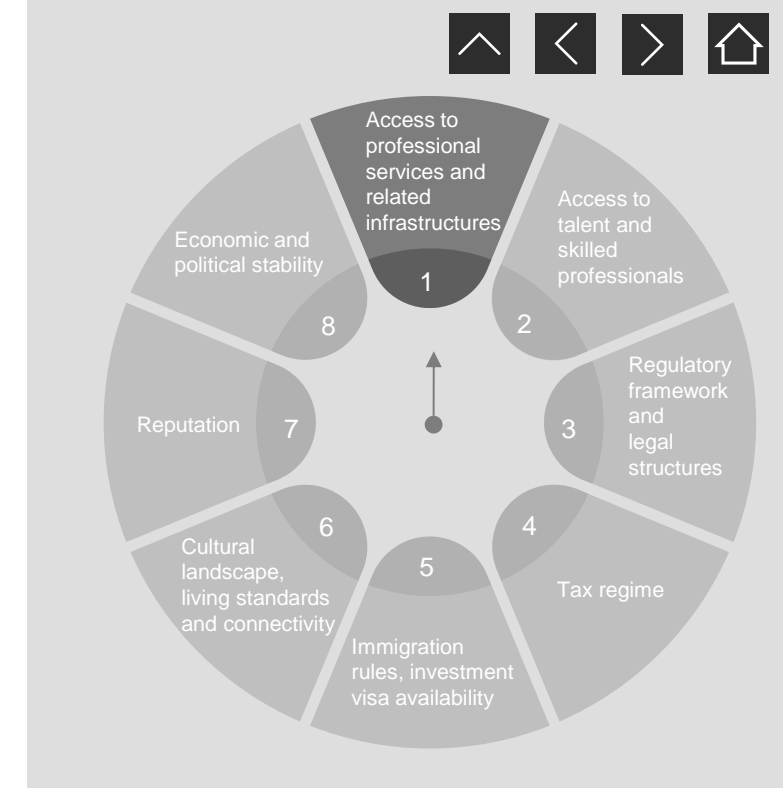 Access to
professional
services and
related
infrastructures
1
Access to
talent and
skilled
professionals
2
Regulatory
framework
and
legal
structures
3
Tax regime
4
Immigration
rules, investment
visa availability
5
Cultural
landscape,
living standards
and connectivity
6
Reputation
7
Economic and
political stability
8